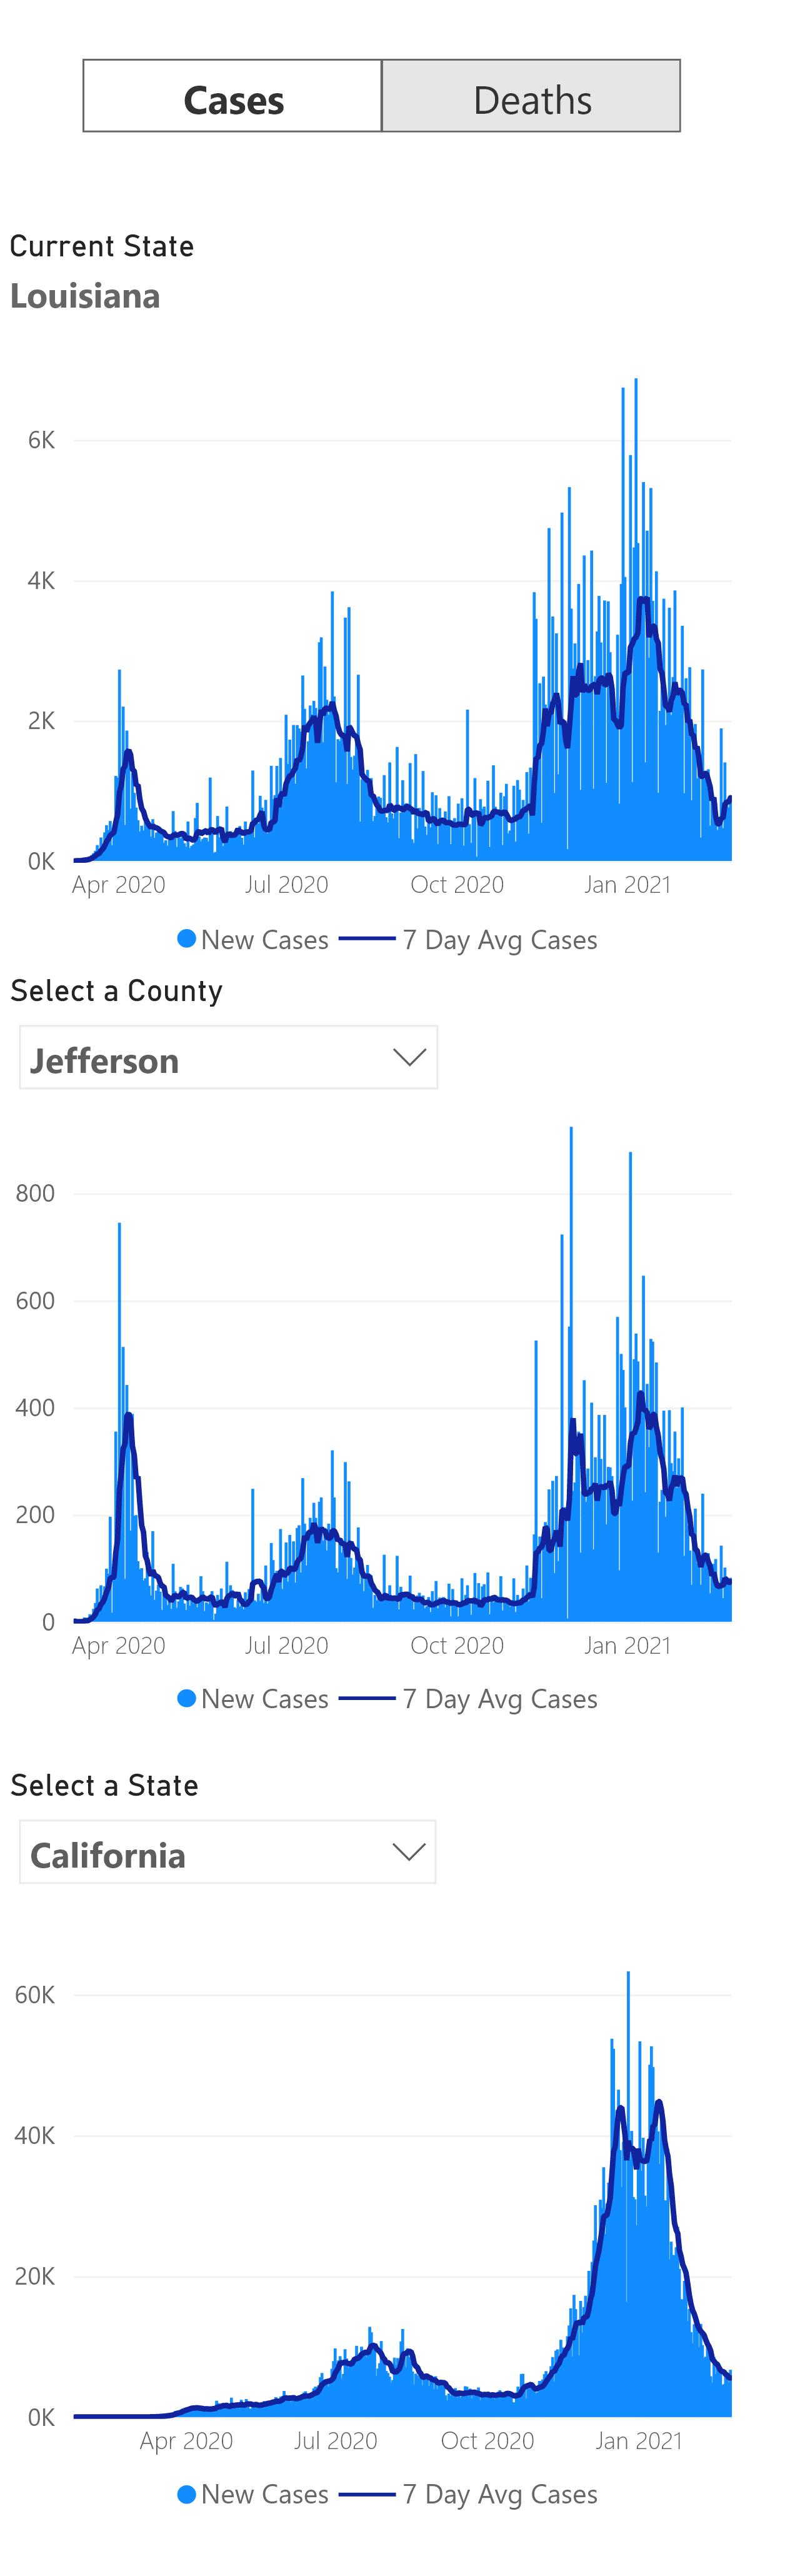 Cases Deaths
Current State
Louisiana
6K
4K
2K
0K
Apr 2020 Jul 2020 Oct 2020 Jan 2021
New Cases 7 Day Avg Cases
Select a County
Jefferson
800
600
400
200
0
Apr 2020 Jul 2020 Oct 2020 Jan 2021
New Cases 7 Day Avg Cases
Select a State
California
60K
40K
20K
0K
Apr 2020 Jul 2020 Oct 2020 Jan 2021
New Cases 7 Day Avg Cases